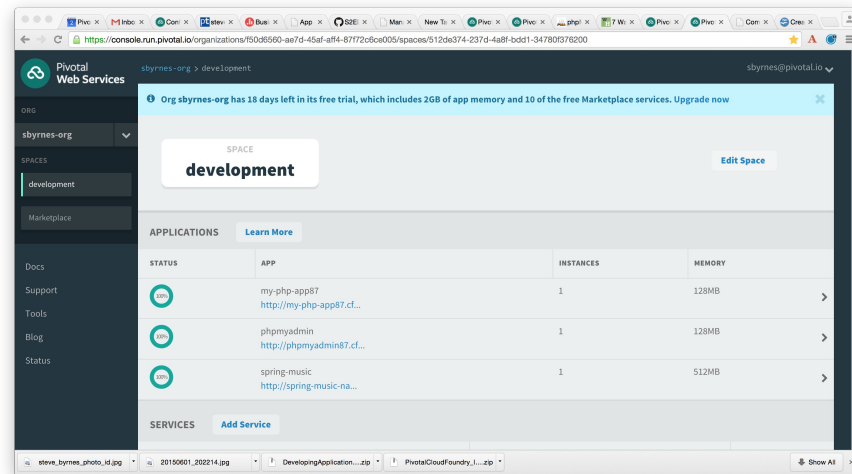 Pivo
Inbo
Con
stev
Busi
App
S2EI
Man
New Ta
Pivo
Pivo
php
7 W
Pivo
Pivo
Com
Crea
https://console.run.pivotal.io/organizations/f50d6560-ae7d-45af-aff4-87f72c6ce005/spaces/512de374-237d-4a8f-bdd1-34780f376200
Pivotal
Web Services
sbyrnes-org > development
sbyrnes@pivotal.io
Org sbyrnes-org has 18 days left in its free trial, which includes 2GB of app memory and 10 of the free Marketplace services. Upgrade now
ORG
sbyrnes-org
SPACES
development
Marketplace
Docs
Support
Tools
Blog
Status
SPACE
development
Edit Space
APPLICATIONS Learn More
STATUS APP INSTANCES MEMORY
100% my-php-app87 1 128MB
http://my-php-app87.cf...
100% phpmyadmin 1 128MB
http://phpmyadmin87.cf...
100% spring-music 1 512MB
http://spring-music-na...
SERVICES Add Service
steve_byrnes_photo_id.jpg
20150601_202214.jpg
DevelopingApplication....zip
PivotalCloudFoundry_I....zip
Show All